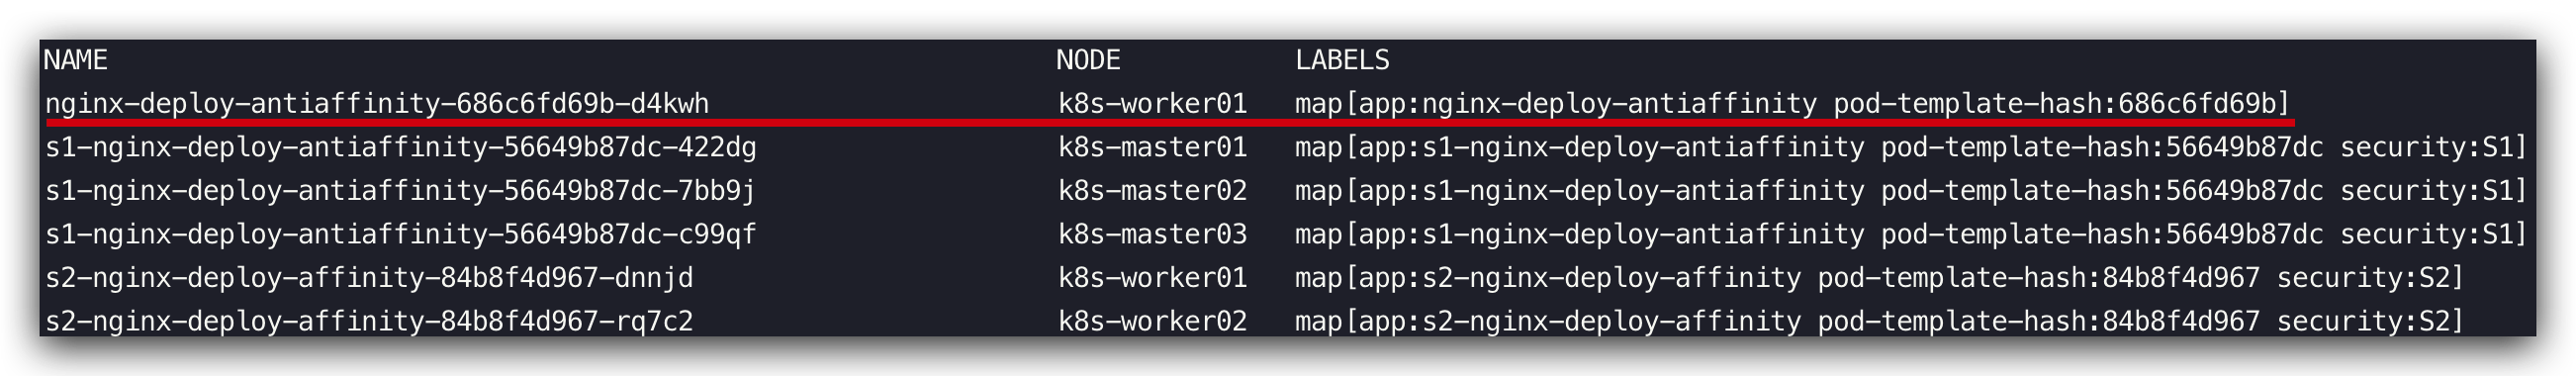 NAME NODE LABELS
nginx-deploy-antiaffinity-686c6fd69b-d4kwh k8s-worker01 map[app:nginx-deploy-antiaffinity pod-template-hash:686c6fd69b]
s1-nginx-deploy-antiaffinity-56649b87dc-422dg k8s-master01 map[app:s1-nginx-deploy-antiaffinity pod-template-hash:56649b87dc security:S1]
s1-nginx-deploy-antiaffinity-56649b87dc-7bb9j k8s-master02 map[app:s1-nginx-deploy-antiaffinity pod-template-hash:56649b87dc security:S1]
s1-nginx-deploy-antiaffinity-56649b87dc-c99qf k8s-master03 map[app:s1-nginx-deploy-antiaffinity pod-template-hash:56649b87dc security:S1]
s2-nginx-deploy-affinity-84b8f4d967-dnnjd k8s-worker01 map[app:s2-nginx-deploy-affinity pod-template-hash:84b8f4d967 security:S2]
s2-nginx-deploy-affinity-84b8f4d967-rq7c2 k8s-worker02 map[app:s2-nginx-deploy-affinity pod-template-hash:84b8f4d967 security:S2]